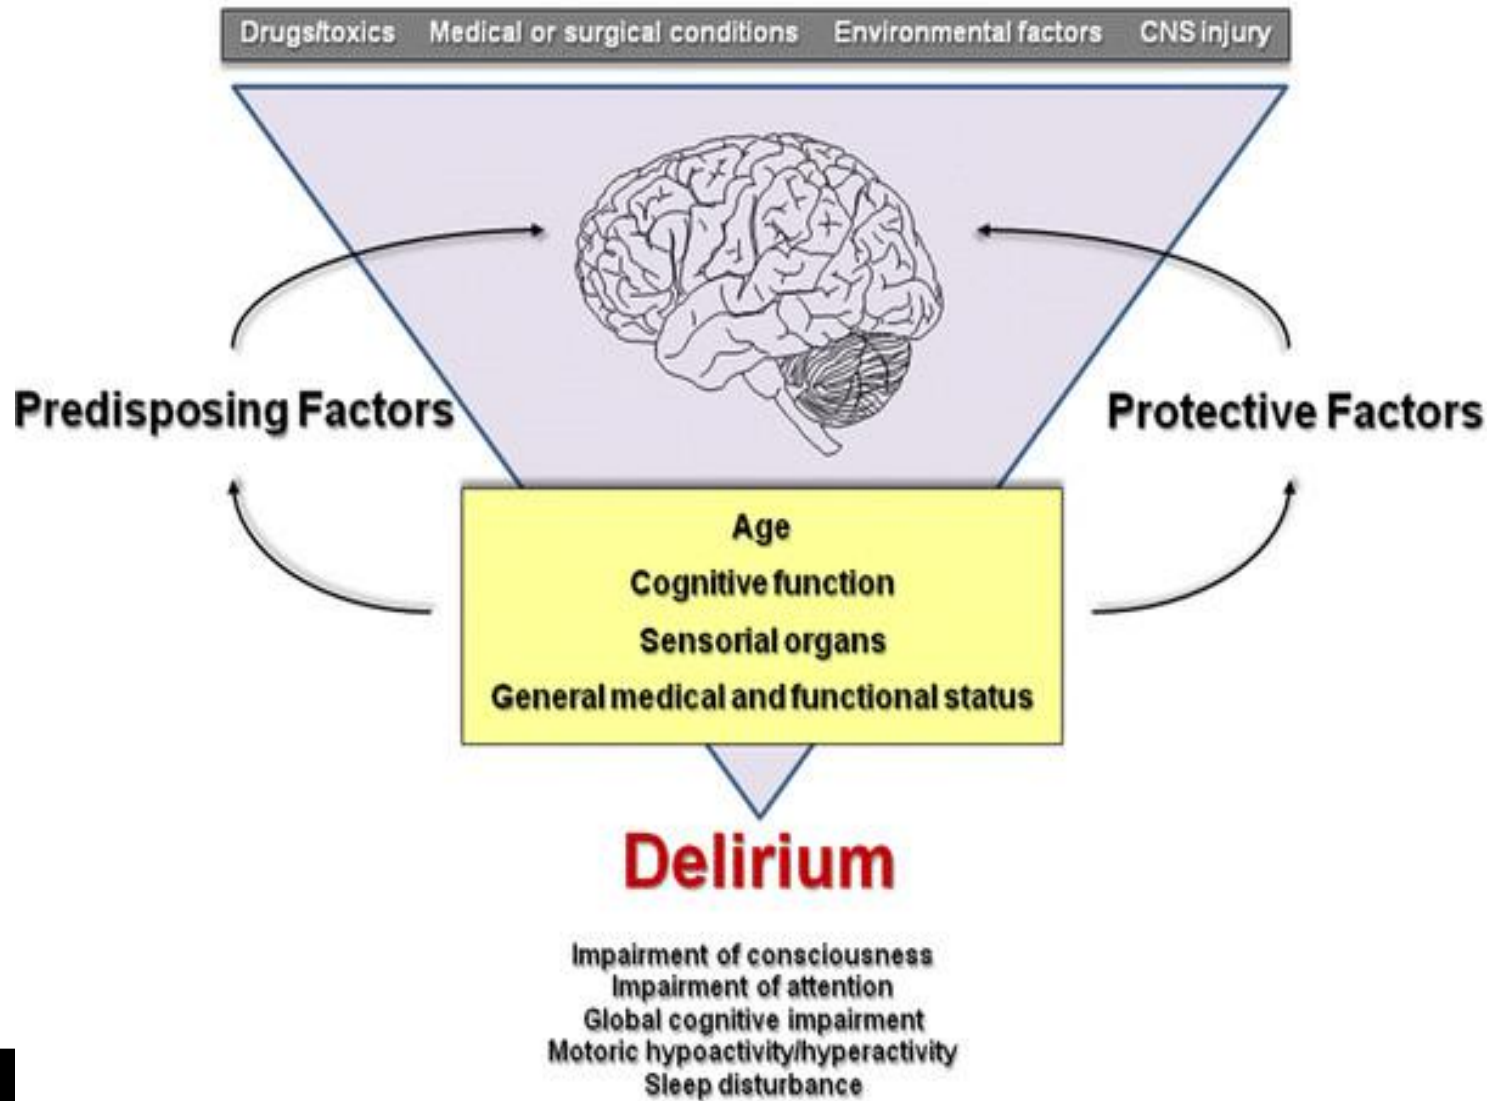 Drugs/toxics Medical or surgical conditions Environmental factors CNS injury
Predisposing Factors
Protective Factors
Age
Cognitive function
Sensorial organs
General medical and functional status
Delirium
Impairment of consciousness
Impairment of attention
Global cognitive impairment
Motoric hypoactivity/hyperactivity
Sleep disturbance